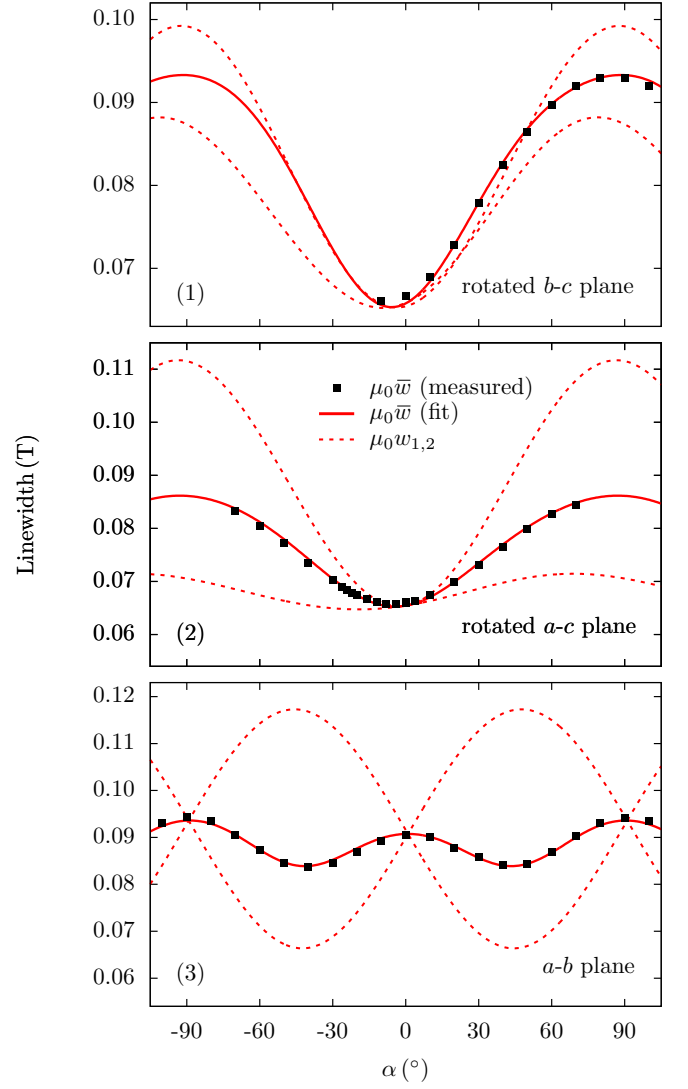 0.10
0.09
0.08
0.07
(1)
rotated b-c plane
0.11
0.10
0.09
0.08
0.07
0.06
μ₀w̅ (measured)
μ₀w̅ (fit)
μ₀w₁,₂
(2)
rotated a-c plane
Linewidth (T)
0.12
0.11
0.10
0.09
0.08
0.07
0.06
(3)
a-b plane
-90 -60 -30 0 30 60 90
α (°)